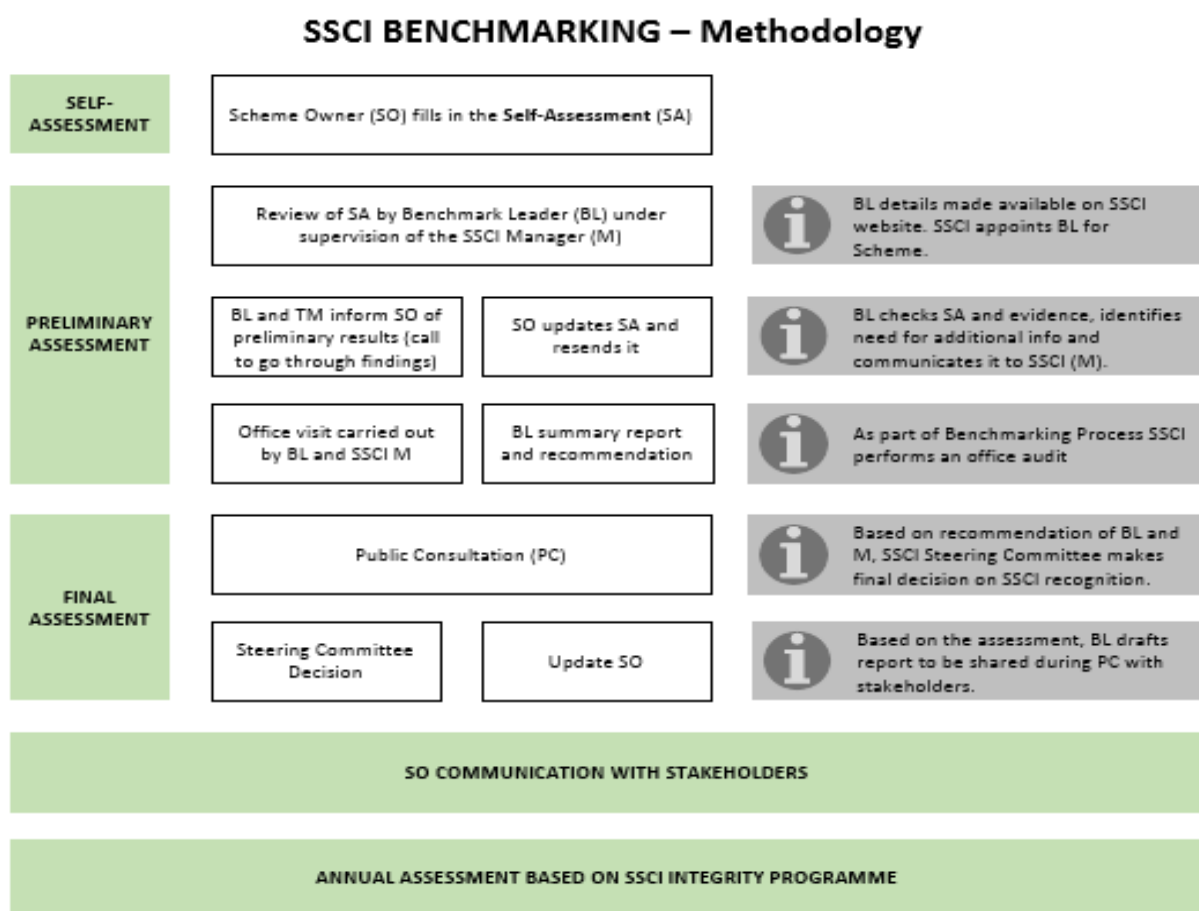 SSCI BENCHMARKING – Methodology
SELF-
ASSESSMENT
Scheme Owner (SO) fills in the Self-Assessment (SA)
PRELIMINARY
ASSESSMENT
Review of SA by Benchmark Leader (BL) under
supervision of the SSCI Manager (M)
BL details made available on SSCI
website. SSCI appoints BL for
Scheme.
BL and TM inform SO of
preliminary results (call
to go through findings)
SO updates SA and
resends it
BL checks SA and evidence, identifies
need for additional info and
communicates it to SSCI (M).
Office visit carried out
by BL and SSCI M
BL summary report
and recommendation
As part of Benchmarking Process SSCI
performs an office audit
FINAL
ASSESSMENT
Public Consultation (PC)
Based on recommendation of BL and
M, SSCI Steering Committee makes
final decision on SSCI recognition.
Steering Committee
Decision
Update SO
Based on the assessment, BL drafts
report to be shared during PC with
stakeholders.
SO COMMUNICATION WITH STAKEHOLDERS
ANNUAL ASSESSMENT BASED ON SSCI INTEGRITY PROGRAMME